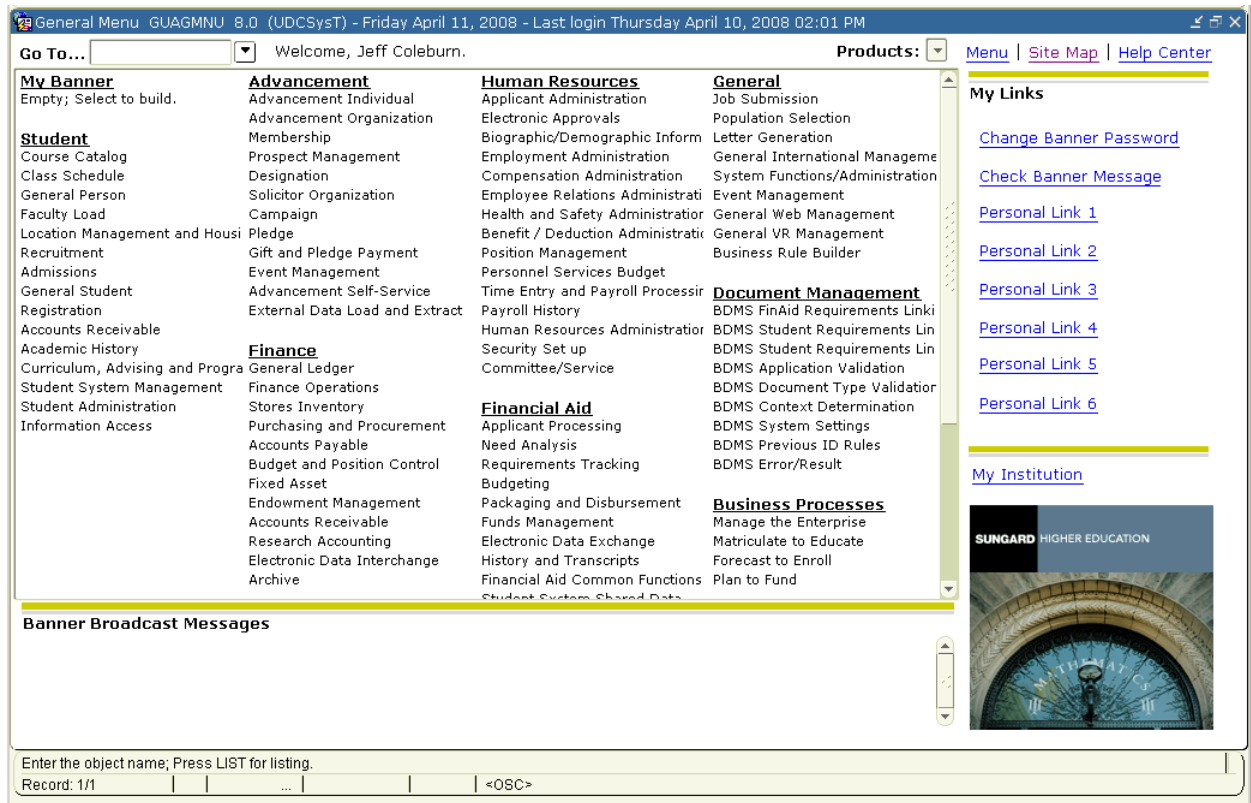 General Menu GUAGMNU 8.0 (UDCSysT) - Friday April 11, 2008 - Last login Thursday April 10, 2008 02:01 PM
Go To... Welcome, Jeff Coleburn. Products: Menu | Site Map | Help Center
My Banner
Empty; Select to build.
Student
Course Catalog
Class Schedule
General Person
Faculty Load
Location Management and Housi
Recruitment
Admissions
General Student
Registration
Accounts Receivable
Academic History
Curriculum, Advising and Progra
Student System Management
Student Administration
Information Access
Advancement
Advancement Individual
Advancement Organization
Membership
Prospect Management
Designation
Solicitor Organization
Campaign
Pledge
Gift and Pledge Payment
Event Management
Advancement Self-Service
External Data Load and Extract
Finance
General Ledger
Finance Operations
Stores Inventory
Purchasing and Procurement
Accounts Payable
Budget and Position Control
Fixed Asset
Endowment Management
Accounts Receivable
Research Accounting
Electronic Data Interchange
Archive
Human Resources
Applicant Administration
Electronic Approvals
Biographic/Demographic Inform
Employment Administration
Compensation Administration
Employee Relations Administrati
Health and Safety Administration
Benefit / Deduction Administratic
Position Management
Personnel Services Budget
Time Entry and Payroll Processir
Payroll History
Human Resources Administration
Security Set up
Committee/Service
Financial Aid
Applicant Processing
Need Analysis
Requirements Tracking
Budgeting
Packaging and Disbursement
Funds Management
Electronic Data Exchange
History and Transcripts
Financial Aid Common Functions
Student System Shared Data
General
Job Submission
Population Selection
Letter Generation
General International Manageme
System Functions/Administration
Event Management
General Web Management
General VR Management
Business Rule Builder
Document Management
BDMS FinAid Requirements Linki
BDMS Student Requirements Lin
BDMS Student Requirements Lin
BDMS Application Validation
BDMS Document Type Validation
BDMS Context Determination
BDMS System Settings
BDMS Previous ID Rules
BDMS Error/Result
Business Processes
Manage the Enterprise
Matriculate to Educate
Forecast to Enroll
Plan to Fund
My Links
Change Banner Password
Check Banner Message
Personal Link 1
Personal Link 2
Personal Link 3
Personal Link 4
Personal Link 5
Personal Link 6
My Institution
SUNGARD HIGHER EDUCATION
MATHEMATICS
Banner Broadcast Messages
Enter the object name; Press LIST for listing.
Record: 1/1 ... <OSC>